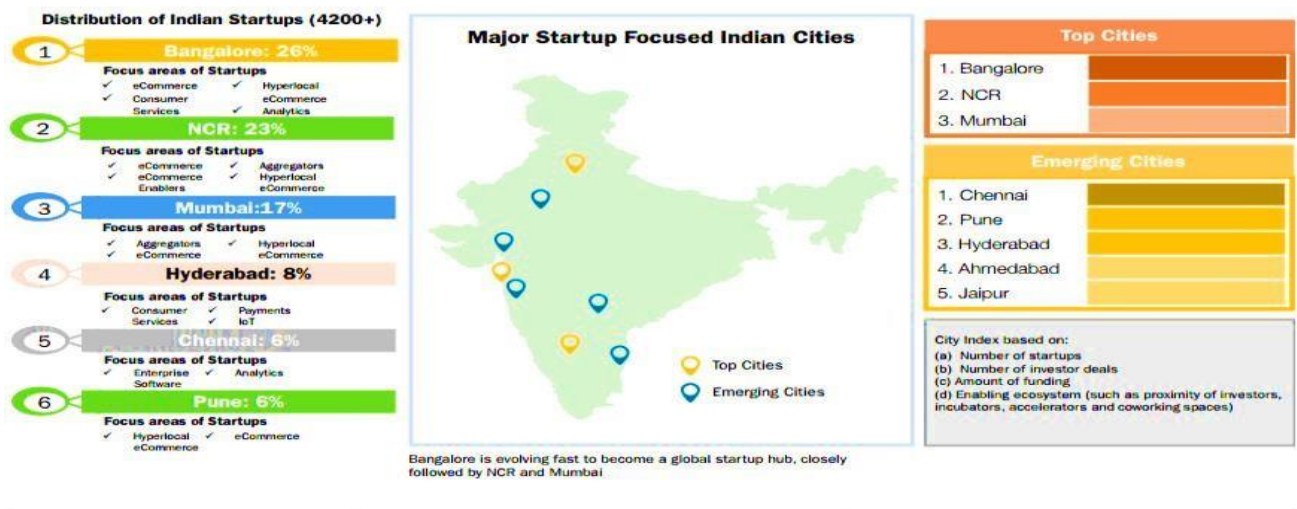 Distribution of Indian Startups (4200+)
1
Bangalore: 26%
Focus areas of Startups
✓ eCommerce ✓ Hyperlocal
✓ Consumer eCommerce
Services ✓ Analytics
2
NCR: 23%
Focus areas of Startups
✓ eCommerce ✓ Aggregators
✓ eCommerce ✓ Hyperlocal
Enablers eCommerce
3
Mumbai:17%
Focus areas of Startups
✓ Aggregators ✓ Hyperlocal
✓ eCommerce eCommerce
4
Hyderabad: 8%
Focus areas of Startups
✓ Consumer ✓ Payments
Services ✓ IoT
5
Chennai: 6%
Focus areas of Startups
✓ Enterprise ✓ Analytics
Software
6
Pune: 6%
Focus areas of Startups
✓ Hyperlocal ✓ eCommerce
eCommerce
Major Startup Focused Indian Cities
Top Cities
Emerging Cities
Bangalore is evolving fast to become a global startup hub, closely
followed by NCR and Mumbai
Top Cities
1. Bangalore
2. NCR
3. Mumbai
Emerging Cities
1. Chennai
2. Pune
3. Hyderabad
4. Ahmedabad
5. Jaipur
City Index based on:
(a) Number of startups
(b) Number of investor deals
(c) Amount of funding
(d) Enabling ecosystem (such as proximity of investors,
incubators, accelerators and coworking spaces)